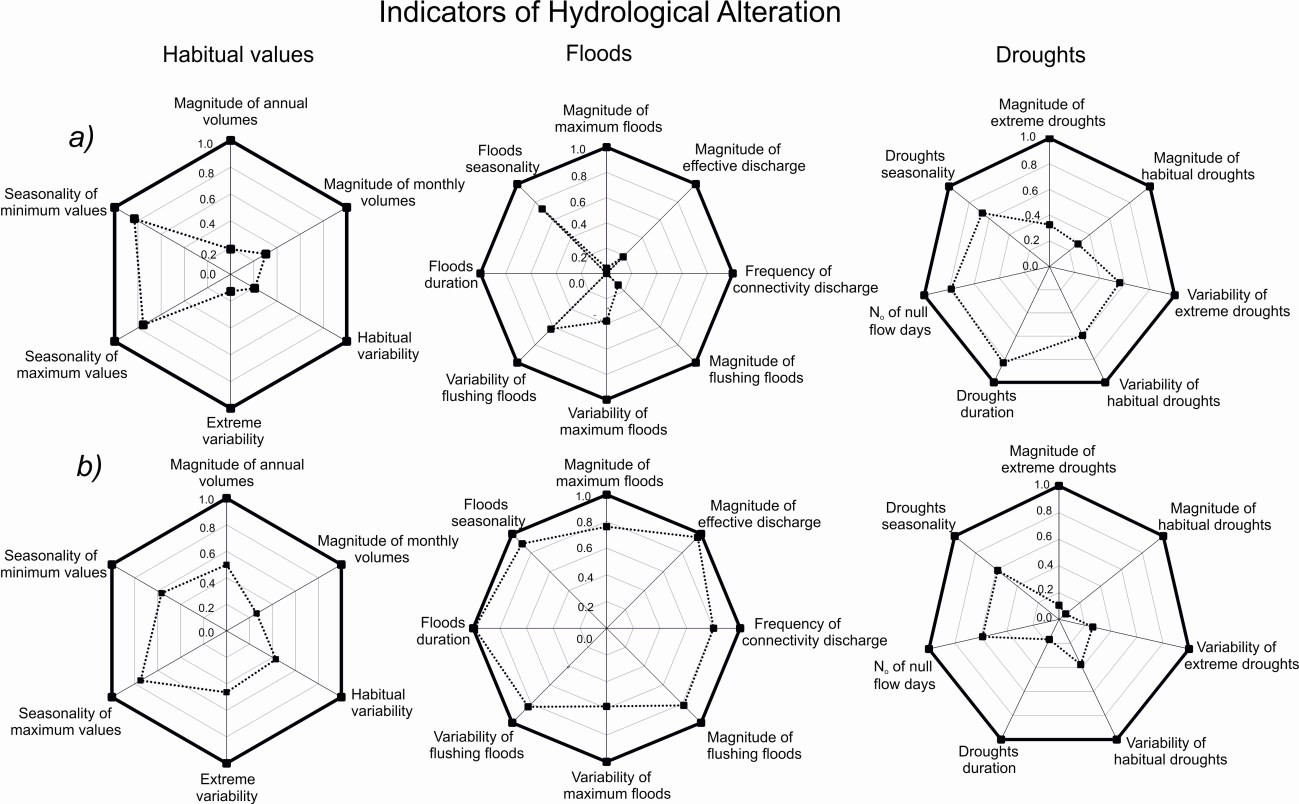 Indicators of Hydrological Alteration
Habitual values
Floods
Droughts
a)
Magnitude of annual
volumes
Magnitude of monthly
volumes
Habitual
variability
Extreme
variability
Seasonality of
maximum values
Seasonality of
minimum values
1.0
0.8
0.6
0.4
0.2
0.0
Magnitude of
maximum floods
Magnitude of
effective discharge
Frequency of
connectivity discharge
Magnitude of
flushing floods
Variability of
maximum floods
Variability of
flushing floods
Floods
duration
Floods
seasonality
1.0
0.8
0.6
0.4
0.2
0.0
Magnitude of
extreme droughts
Magnitude of
habitual droughts
Variability of
extreme droughts
Variability of
habitual droughts
Droughts
duration
Nₒ of null
flow days
Droughts
seasonality
1.0
0.8
0.6
0.4
0.2
0.0
b)
Magnitude of annual
volumes
Magnitude of monthly
volumes
Habitual
variability
Extreme
variability
Seasonality of
maximum values
Seasonality of
minimum values
1.0
0.8
0.6
0.4
0.2
0.0
Magnitude of
maximum floods
Magnitude of
effective discharge
Frequency of
connectivity discharge
Magnitude of
flushing floods
Variability of
maximum floods
Variability of
flushing floods
Floods
duration
Floods
seasonality
1.0
0.8
0.6
0.4
0.2
0.0
Magnitude of
extreme droughts
Magnitude of
habitual droughts
Variability of
extreme droughts
Variability of
habitual droughts
Droughts
duration
Nₒ of null
flow days
Droughts
seasonality
1.0
0.8
0.6
0.4
0.2
0.0